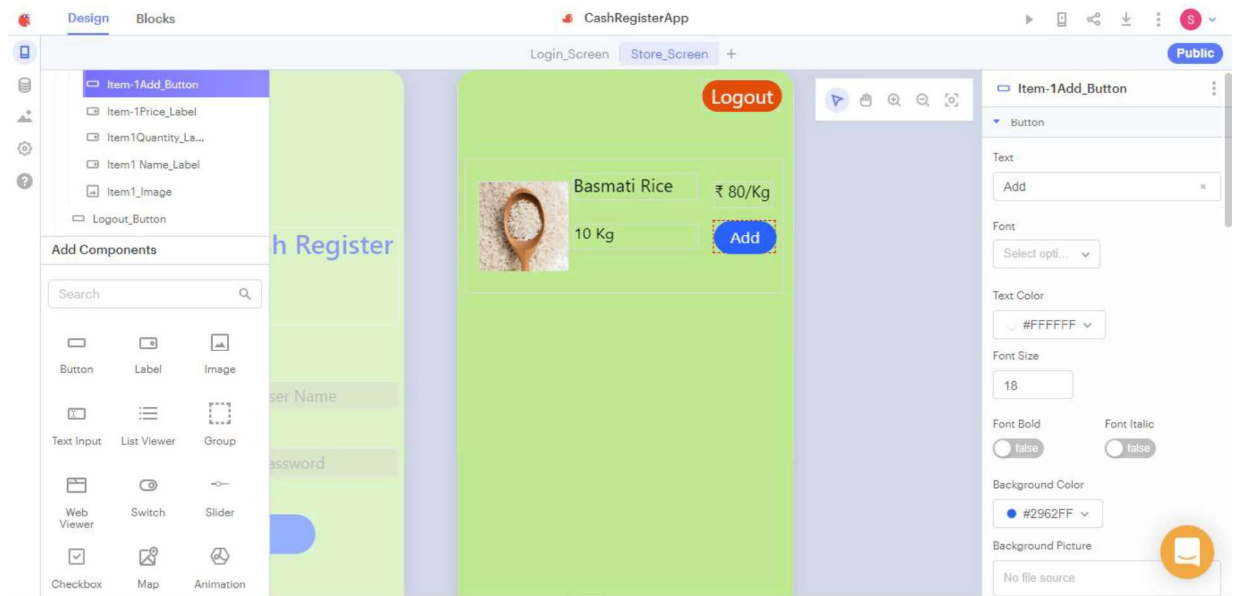 Design Blocks CashRegisterApp S
Login_Screen Store_Screen + Public
Item-1Add_Button
Item-1Price_Label
Item1Quantity_La...
Item1 Name_Label
Item1_Image
Logout_Button
Add Components
Search
Button Label Image
Text Input List Viewer Group
Web Viewer Switch Slider
Checkbox Map Animation
h Register
ser Name
assword
Logout
Basmati Rice ₹ 80/Kg
10 Kg Add
Item-1Add_Button
Button
Text
Add ×
Font
Select opti...
Text Color
#FFFFFF
Font Size
18
Font Bold Font Italic
false false
Background Color
#2962FF
Background Picture
No file source